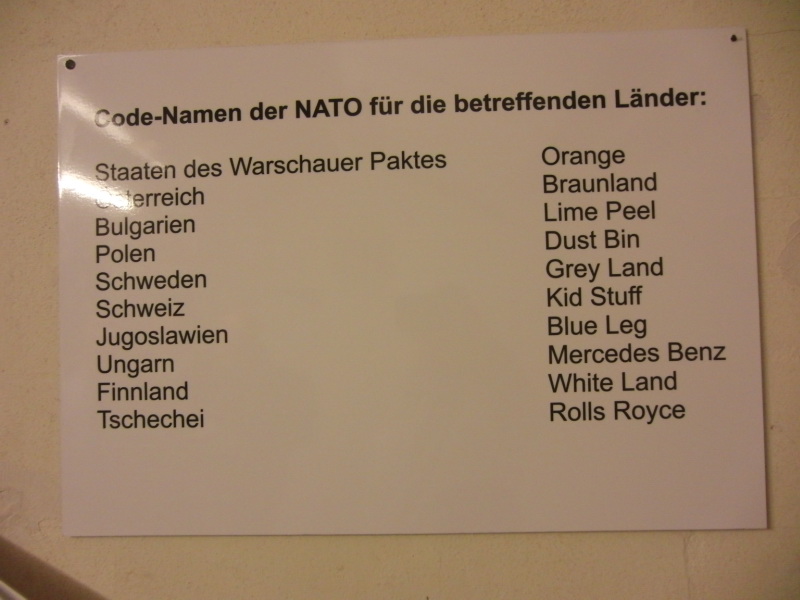 Code-Namen der NATO für die betreffenden Länder:
Staaten des Warschauer Paktes Orange
Österreich Braunland
Bulgarien Lime Peel
Polen Dust Bin
Schweden Grey Land
Schweiz Kid Stuff
Jugoslawien Blue Leg
Ungarn Mercedes Benz
Finnland White Land
Tschechei Rolls Royce